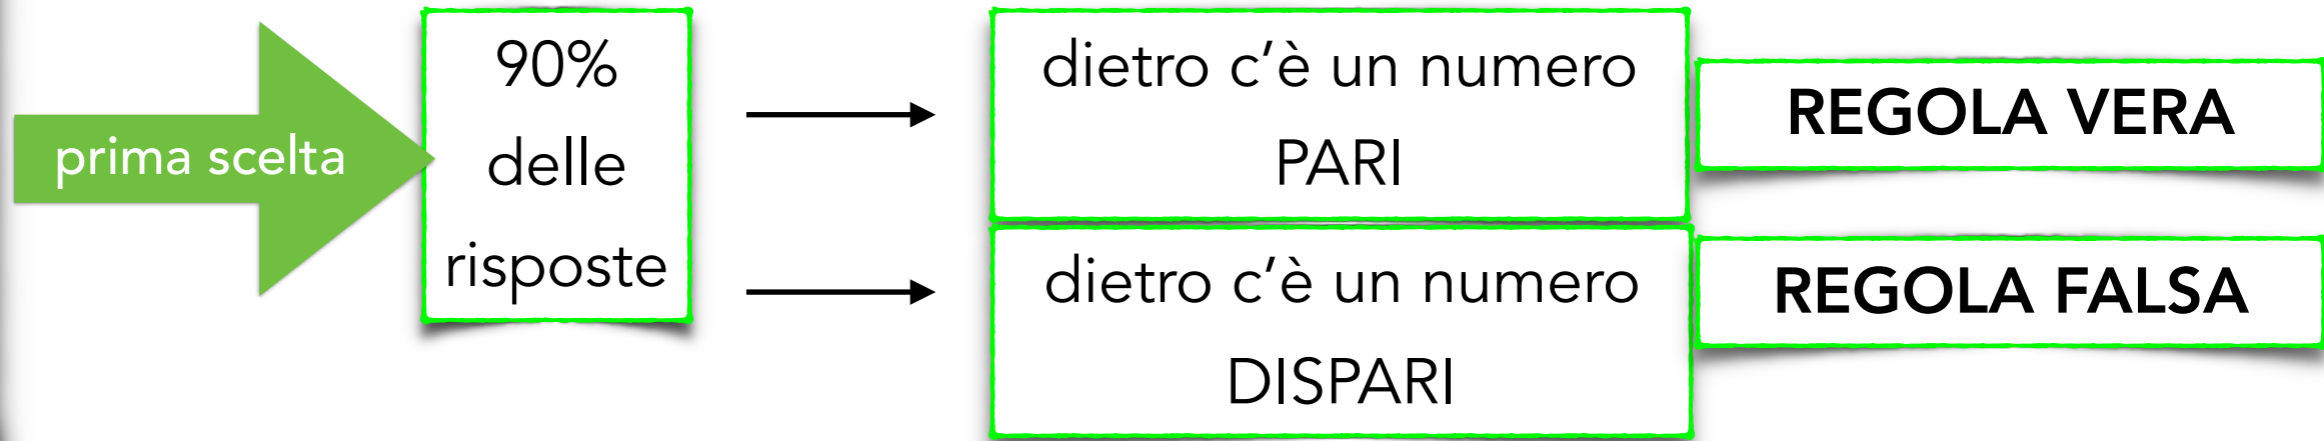 prima scelta
90%
delle
risposte
dietro c’è un numero
PARI
REGOLA VERA
dietro c’è un numero
DISPARI
REGOLA FALSA